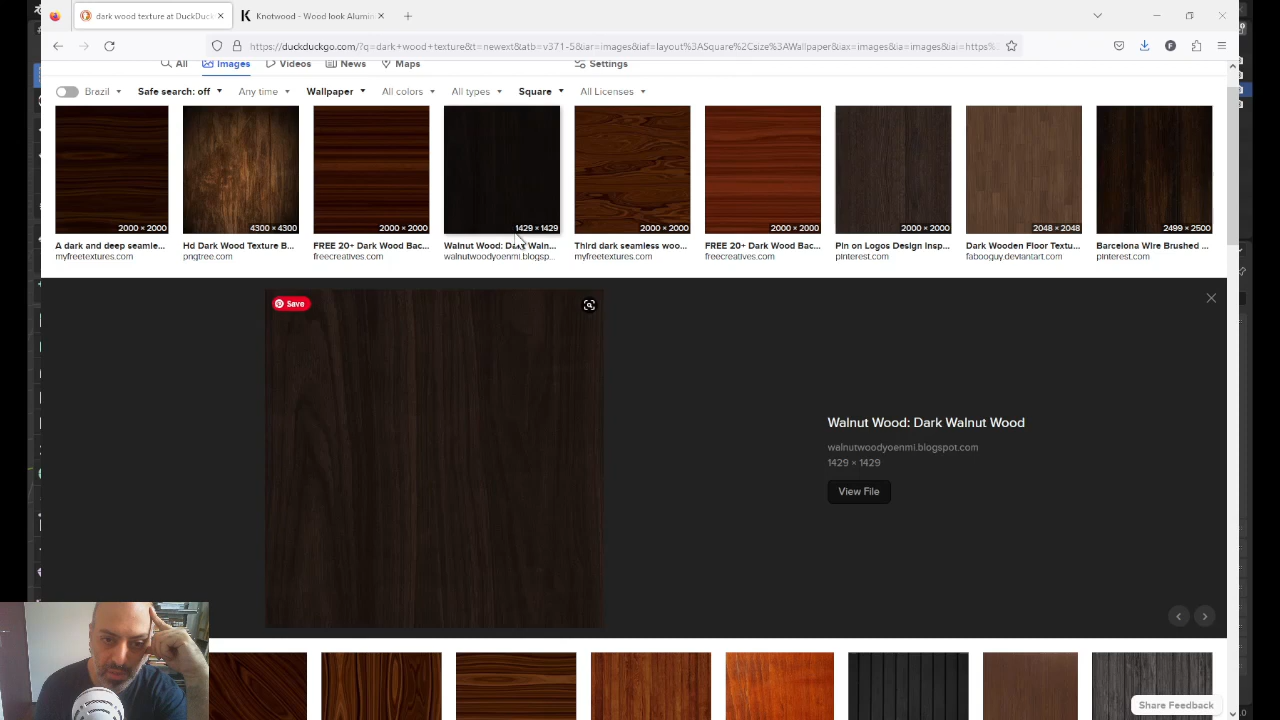 dark wood texture at DuckDuck
Knotwood - Wood look Alumin
https://duckduckgo.com/?q=dark+wood+texture&t=newext&atb=v371-5&iar=images&iaf=layout%3ASquare%2Csize%3AWallpaper&iax=images&ia=images&iai=https%
All Images Videos News Maps Settings
Brazil Safe search: off Any time Wallpaper All colors All types Square All Licenses
2000 × 2000 4300 × 4300 2000 × 2000 1429 × 1429 2000 × 2000 2000 × 2000 2000 × 2000 2048 × 2048 2499 × 2500
A dark and deep seamle... Hd Dark Wood Texture B... FREE 20+ Dark Wood Bac... Walnut Wood: Dark Waln... Third dark seamless woo... FREE 20+ Dark Wood Bac... Pin on Logos Design Insp... Dark Wooden Floor Textu... Barcelona Wire Brushed ...
myfreetextures.com pngtree.com freecreatives.com walnutwoodyoenmi.blogsp... myfreetextures.com freecreatives.com pinterest.com fabooguy.deviantart.com pinterest.com
Save
Walnut Wood: Dark Walnut Wood
walnutwoodyoenmi.blogspot.com
1429 × 1429
View File
Share Feedback